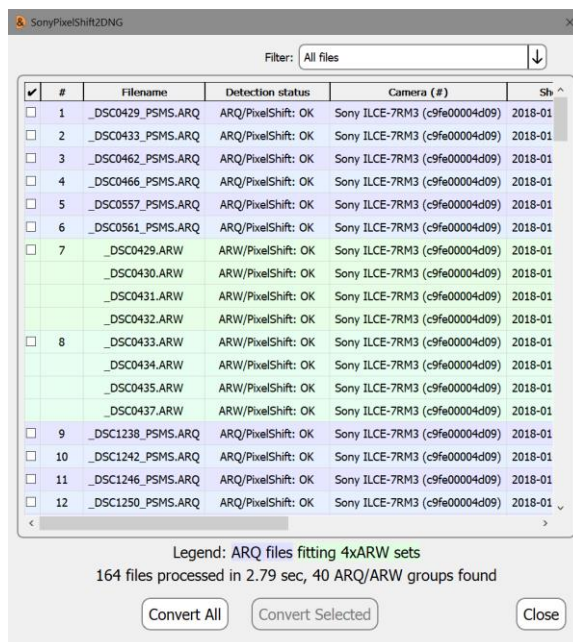 SonyPixelShift2DNG
Filter: All files
✔ # Filename Detection status Camera (#)
1 _DSC0429_PSMS.ARQ ARQ/PixelShift: OK Sony ILCE-7RM3 (c9fe00004d09) 2018-01
2 _DSC0433_PSMS.ARQ ARQ/PixelShift: OK Sony ILCE-7RM3 (c9fe00004d09) 2018-01
3 _DSC0462_PSMS.ARQ ARQ/PixelShift: OK Sony ILCE-7RM3 (c9fe00004d09) 2018-01
4 _DSC0466_PSMS.ARQ ARQ/PixelShift: OK Sony ILCE-7RM3 (c9fe00004d09) 2018-01
5 _DSC0557_PSMS.ARQ ARQ/PixelShift: OK Sony ILCE-7RM3 (c9fe00004d09) 2018-01
6 _DSC0561_PSMS.ARQ ARQ/PixelShift: OK Sony ILCE-7RM3 (c9fe00004d09) 2018-01
7 _DSC0429.ARW ARW/PixelShift: OK Sony ILCE-7RM3 (c9fe00004d09) 2018-01
_DSC0430.ARW ARW/PixelShift: OK Sony ILCE-7RM3 (c9fe00004d09) 2018-01
_DSC0431.ARW ARW/PixelShift: OK Sony ILCE-7RM3 (c9fe00004d09) 2018-01
_DSC0432.ARW ARW/PixelShift: OK Sony ILCE-7RM3 (c9fe00004d09) 2018-01
8 _DSC0433.ARW ARW/PixelShift: OK Sony ILCE-7RM3 (c9fe00004d09) 2018-01
_DSC0434.ARW ARW/PixelShift: OK Sony ILCE-7RM3 (c9fe00004d09) 2018-01
_DSC0435.ARW ARW/PixelShift: OK Sony ILCE-7RM3 (c9fe00004d09) 2018-01
_DSC0437.ARW ARW/PixelShift: OK Sony ILCE-7RM3 (c9fe00004d09) 2018-01
9 _DSC1238_PSMS.ARQ ARQ/PixelShift: OK Sony ILCE-7RM3 (c9fe00004d09) 2018-01
10 _DSC1242_PSMS.ARQ ARQ/PixelShift: OK Sony ILCE-7RM3 (c9fe00004d09) 2018-01
11 _DSC1246_PSMS.ARQ ARQ/PixelShift: OK Sony ILCE-7RM3 (c9fe00004d09) 2018-01
12 _DSC1250_PSMS.ARQ ARQ/PixelShift: OK Sony ILCE-7RM3 (c9fe00004d09) 2018-01
Legend: ARQ files fitting 4xARW sets
164 files processed in 2.79 sec, 40 ARQ/ARW groups found
Convert All Convert Selected Close